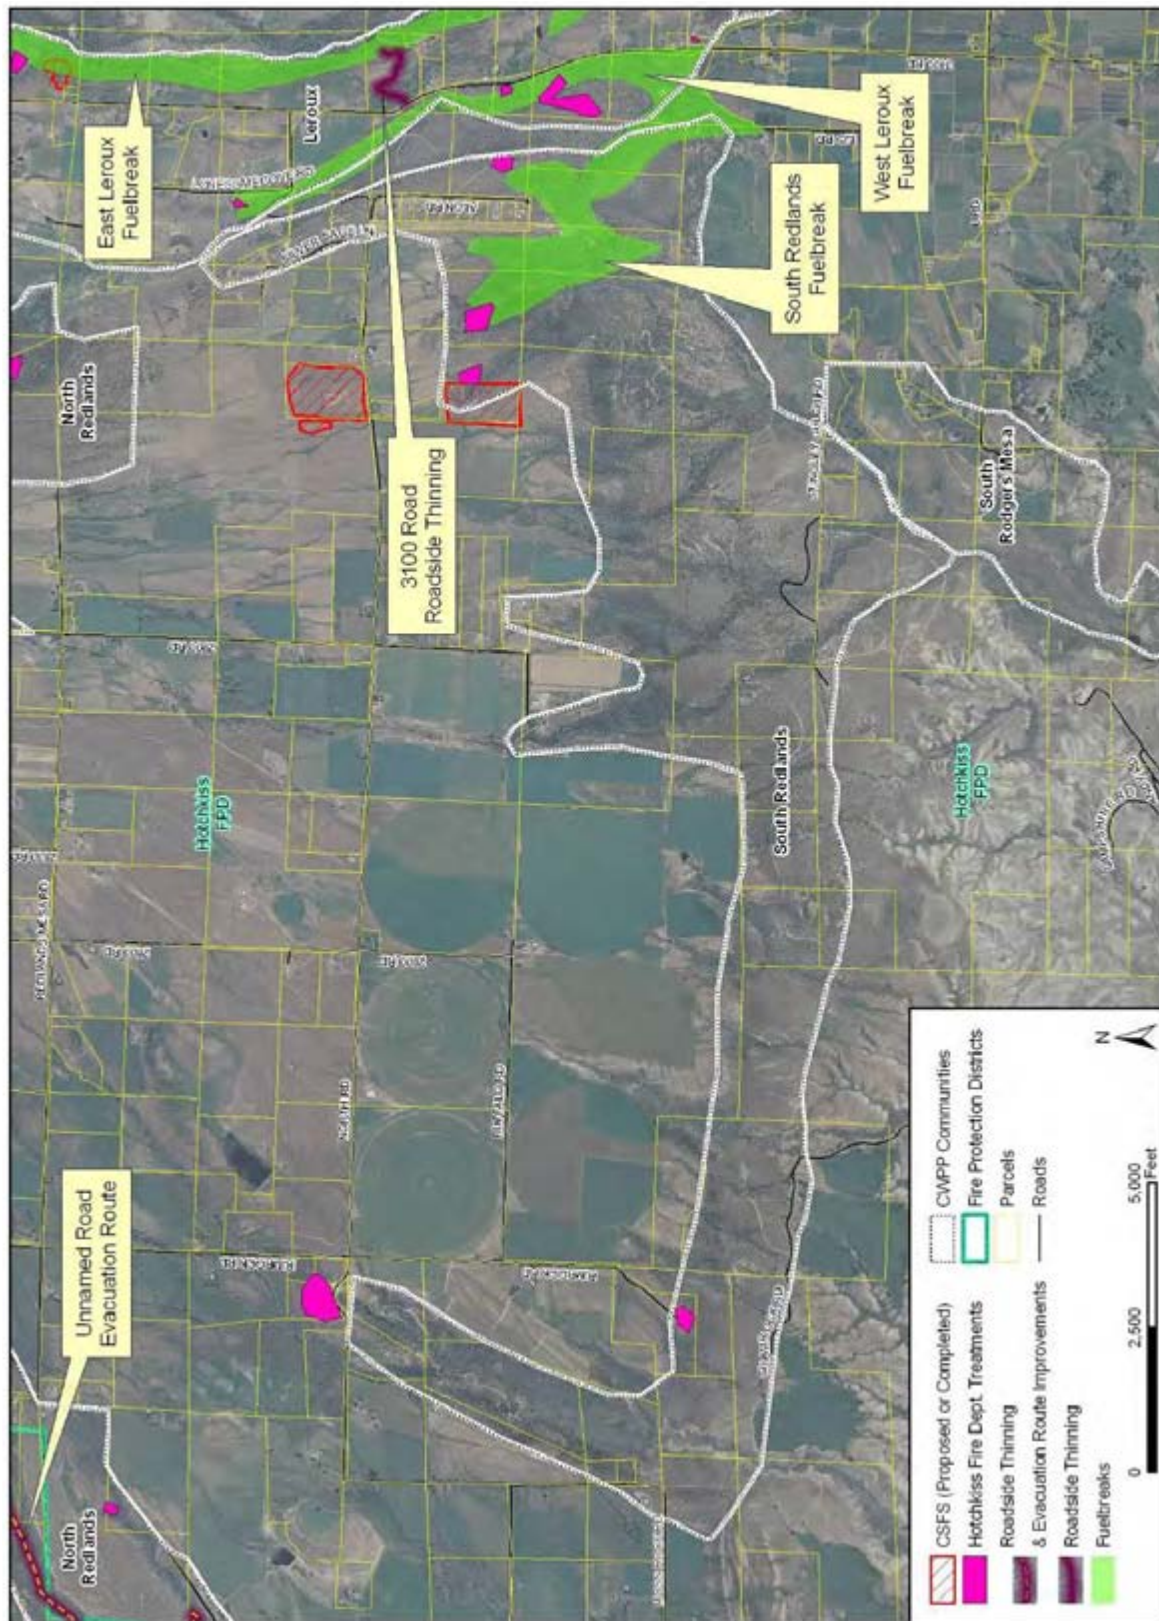 Unnamed Road
Evacuation Route
North
Redlands
Hotchkiss
FPD
North
Redlands
East Leroux
Fuelbreak
Leroux
3100 Road
Roadside Thinning
South Redlands
Fuelbreak
West Leroux
Fuelbreak
South Redlands
Hotchkiss
FPD
South
Rodgers Mesa
NORTH RD
CSFS (Proposed or Completed)
Hotchkiss Fire Dept. Treatments
Roadside Thinning
& Evacuation Route Improvements
Roadside Thinning
Fuelbreaks
CWPP Communities
Fire Protection Districts
Parcels
Roads
0
2,500
5,000
Feet
N